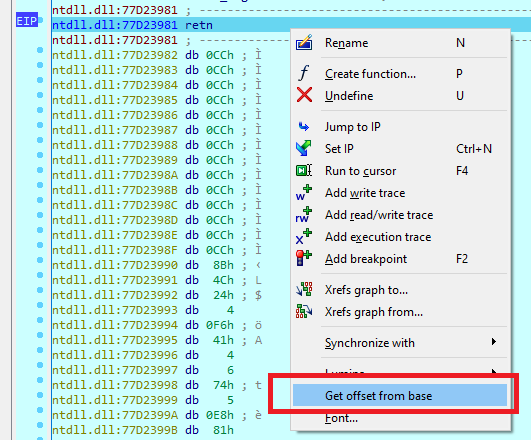 ntdll.dll:77D23981 ; ---------------
EIP ntdll.dll:77D23981 retn
ntdll.dll:77D23981 ; ---------------
ntdll.dll:77D23982 db 0CCh ; Ì
ntdll.dll:77D23983 db 0CCh ; Ì
ntdll.dll:77D23984 db 0CCh ; Ì
ntdll.dll:77D23985 db 0CCh ; Ì
ntdll.dll:77D23986 db 0CCh ; Ì
ntdll.dll:77D23987 db 0CCh ; Ì
ntdll.dll:77D23988 db 0CCh ; Ì
ntdll.dll:77D23989 db 0CCh ; Ì
ntdll.dll:77D2398A db 0CCh ; Ì
ntdll.dll:77D2398B db 0CCh ; Ì
ntdll.dll:77D2398C db 0CCh ; Ì
ntdll.dll:77D2398D db 0CCh ; Ì
ntdll.dll:77D2398E db 0CCh ; Ì
ntdll.dll:77D2398F db 0CCh ; Ì
ntdll.dll:77D23990 db 8Bh ; ‹
ntdll.dll:77D23991 db 4Ch ; L
ntdll.dll:77D23992 db 24h ; $
ntdll.dll:77D23993 db 4
ntdll.dll:77D23994 db 0F6h ; ö
ntdll.dll:77D23995 db 41h ; A
ntdll.dll:77D23996 db 4
ntdll.dll:77D23997 db 6
ntdll.dll:77D23998 db 74h ; t
ntdll.dll:77D23999 db 5
ntdll.dll:77D2399A db 0E8h ; è
ntdll.dll:77D2399B db 81h
Rename N
Create function... P
Undefine U
Jump to IP
Set IP Ctrl+N
Run to cursor F4
Add write trace
Add read/write trace
Add execution trace
Add breakpoint F2
Xrefs graph to...
Xrefs graph from...
Synchronize with
Get offset from base
Font...